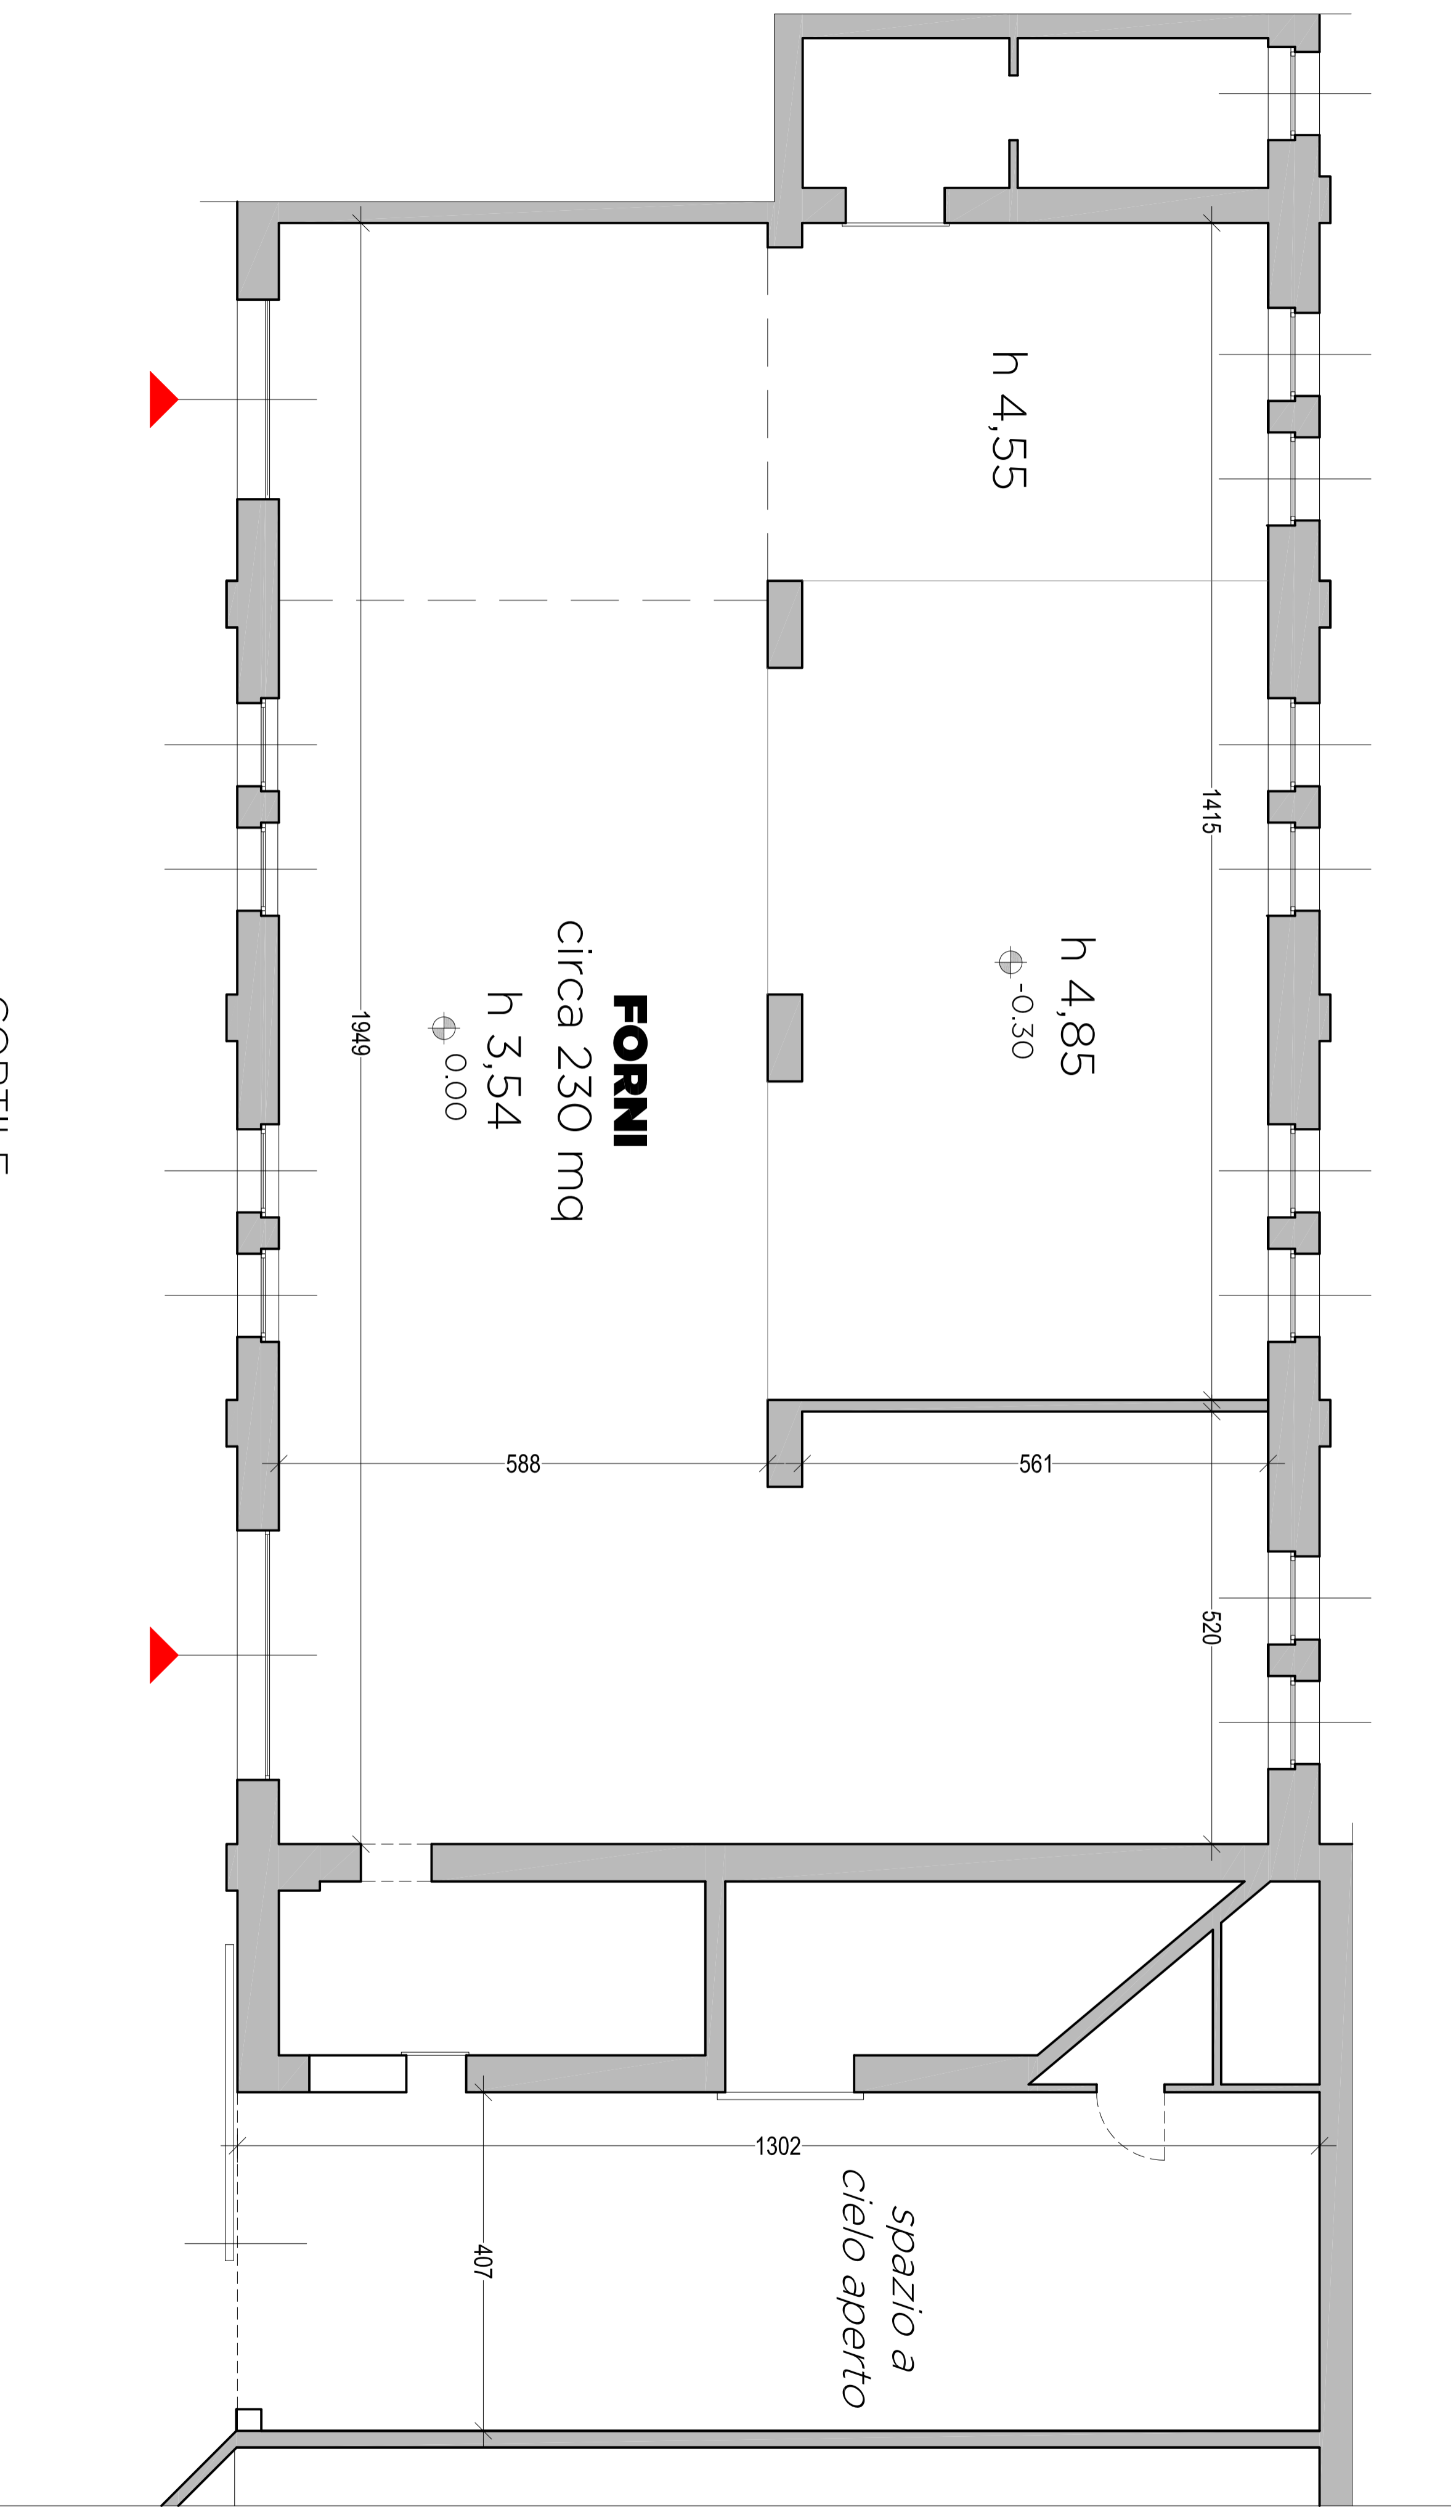 h 4,55
1415
h 4,85
-0.30
FORNI
circa 230 mq
h 3,54
0.00
1949
588
561
520
1302
407
spazio a
cielo aperto